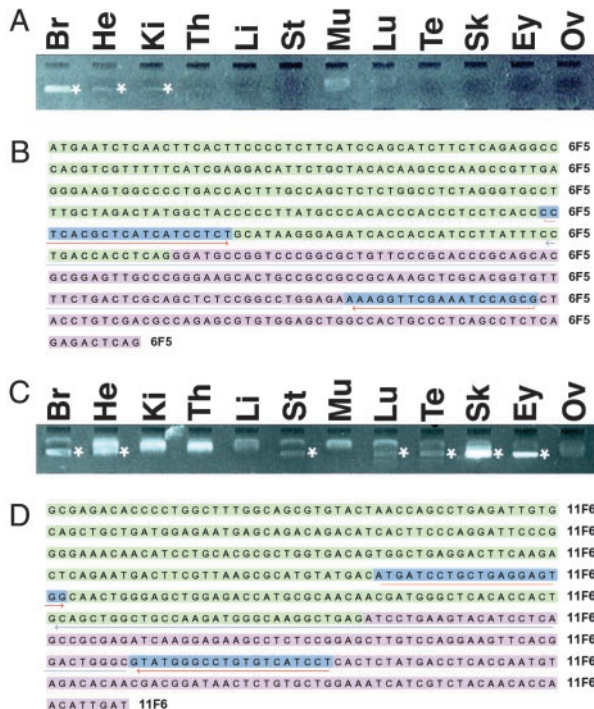 A
Br He Ki Th Li St Mu Lu Te Sk Ey Ov
* * *
B
ATGAATCTCAACTTCACTTCCCCTCTTCATCCAGCATCTTCTCAGAGGCC 6F5
CACGTCGTTTTTCATCGAGGACATTCTGCTACACAAGCCCAAGCCGTTGA 6F5
GGGAAGTGGCCCCTGACCACTTTGCCAGCTCTCTGGCCTCTAGGGTGCCT 6F5
TTGCTAGACTATGGCTACCCCCTTATGCCCACACCACCCTCCTCACCCC 6F5
TCACGCTCATCATCCTCTGCATAAGGGAGATCACCACCATCCTTATTTCC 6F5
TGACCACCTCAGGGATGCCGGTCCCGGCGCTGTTCCCGCACCCGCAGCAC 6F5
GCGGAGTTGCCCGGGAAGCACTGCCGCCGCAAAGCTCGCACGGTGTT 6F5
TTCTGACTCGCAGCTCTCCGGCCTGGAGAAAAGGTTCGAAATCCAGCGCT 6F5
ACCTGTCGACGCCAGAGCGTGTGGAGCTGGCCACTGCCCTCAGCCTCTCA 6F5
GAGACTCAG 6F5
C
Br He Ki Th Li St Mu Lu Te Sk Ey Ov
* * * * * * *
D
GCGAGACACCCCTGGCTTTGGCAGCGTGTACTAACCAGCCTGAGATTGTG 11F6
CAGCTGCTGATGGAGAATGAGCAGACAGACATCACTTCCCAGGATTCCCG 11F6
GGGAAACAACATCCTGCACGCGCTGGTGACAGTGGCTGAGGACTTCAAGA 11F6
CTCAGAATGACTTCGTTAAGCGCATGTATGACATGATCCTGCTGAGGAGT 11F6
GGCAACTGGGAGCTGGAGACCATGCGCAACAACGATGGGCTCACACCACT 11F6
GCAGCTGGCTGCCAAGATGGGCAAGGCTGAGATCCTGAAGTACATCCTCA 11F6
GCCGCGAGATCAAGGAGAAGCCTCTCCGGAGCTTGTCCAGGAAGTTCACG 11F6
GACTGGGCGTATGGGCCTGTGTCATCCTCACTCTATGACCTCACCAATGT 11F6
AGACACAACGACGGATAACTCTGTGCTGGAAATCATCGTCTACAACACCA 11F6
ACATTGAT 11F6